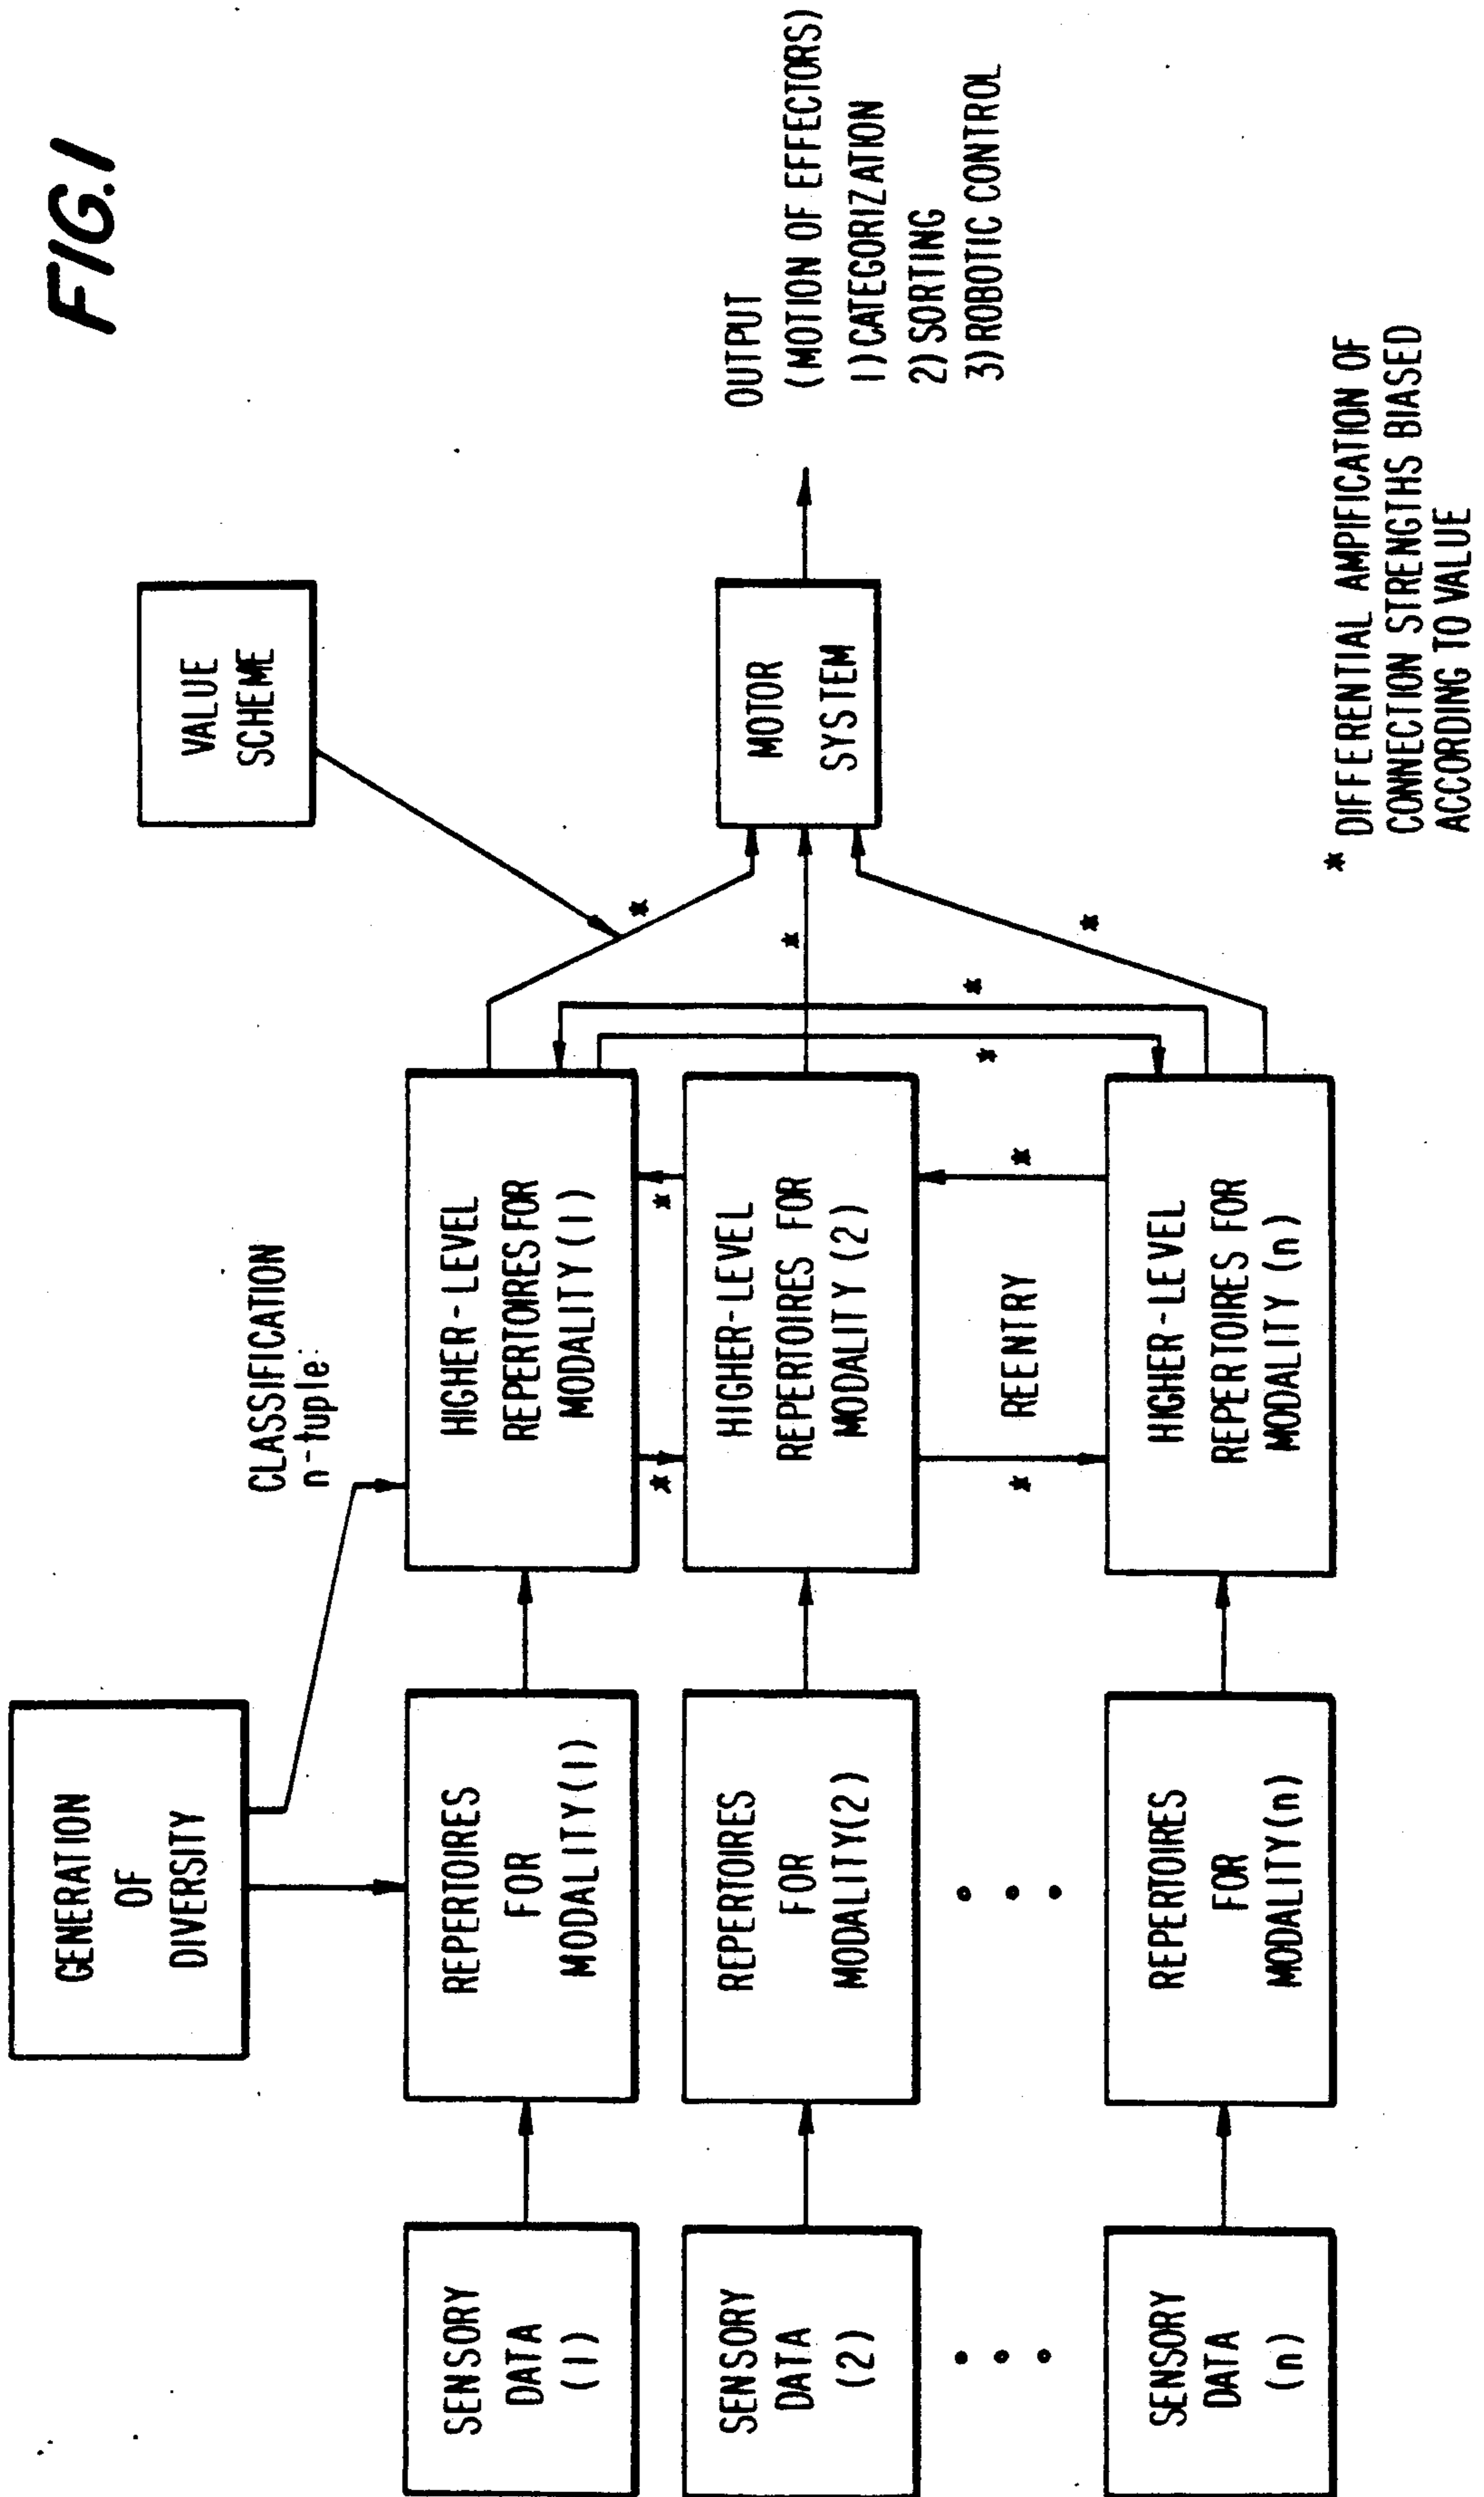 FIG. 1
GENERATION
OF
DIVERSITY
CLASSIFICATION
n-tuple
VALUE
SCHEME
SENSORY
DATA
(1)
REPERTOIRES
FOR
MODALITY(1)
HIGHER-LEVEL
REPERTOIRES FOR
MODALITY (1)
*
*
*
SENSORY
DATA
(2)
REPERTOIRES
FOR
MODALITY(2)
HIGHER-LEVEL
REPERTOIRES FOR
MODALITY (2)
*
MOTOR
SYSTEM
OUTPUT
(MOTION OF EFFECTORS)
1) CATEGORIZATION
2) SORTING
3) ROBOTIC CONTROL
• • •
• • •
*
REENTRY
*
*
*
*
SENSORY
DATA
(n)
REPERTOIRES
FOR
MODALITY(n)
HIGHER-LEVEL
REPERTOIRES FOR
MODALITY (n)
* DIFFERENTIAL AMPIFICATION OF
CONNECTION STRENGTHS BIASED
ACCORDING TO VALUE